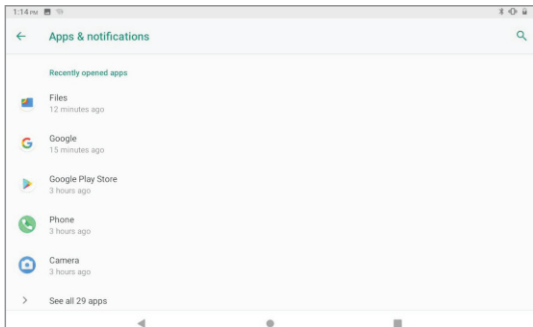 1:14 PM
Apps & notifications
Recently opened apps
Files
12 minutes ago
Google
15 minutes ago
Google Play Store
3 hours ago
Phone
3 hours ago
Camera
3 hours ago
See all 29 apps